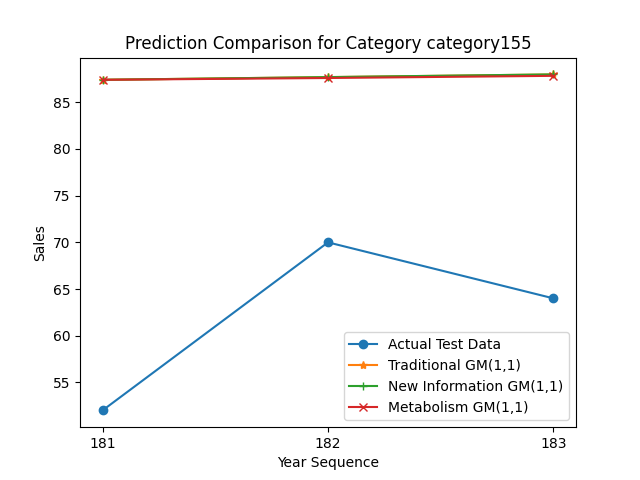 Prediction Comparison for Category category155
85
80
75
70
65
60
55
Sales
Actual Test Data
Traditional GM(1,1)
New Information GM(1,1)
Metabolism GM(1,1)
181
182
183
Year Sequence